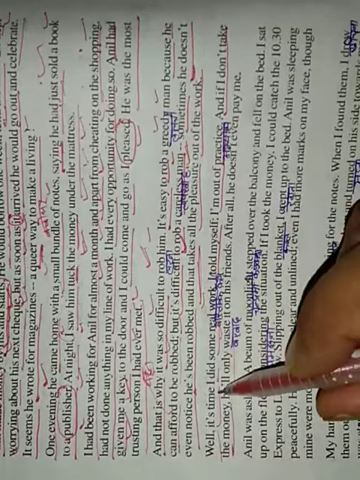 worrying about his next cheque, but as soon as it arrived he would go out and celebrate.
It seems he wrote for magazines -- a queer way to make a living!
One evening he came home with a small bundle of notes, saying he had just sold a book
to a publisher. At night, I saw him tuck the money under the mattress.
I had been working for Anil for almost a month and apart from cheating on the shopping,
had not done anything in my line of work. I had every opportunity for doing so. Anil had
given me a key to the door and I could come and go as I pleased. He was the most
trusting person I had ever met.
And that is why it was so difficult to rob him. It's easy to rob a greedy man because he
can afford to be robbed; but it's difficult to rob a careless man -- sometimes he doesn't
even notice he's been robbed and that takes all the pleasure out of the work.
Well, it's time I did some told myself; I'm out of practice. And if I don't take
the money, only waste on his friends. After all, he doesn't even pay me.
Anil was asleep. A beam of moonlight stepped over the balcony and fell on the bed. I sat
up on the considering the situation. If I took the money, I could catch the 10.30
Express to slipping out of the blanket, I crept up to the bed. Anil was sleeping
peacefully. clear and unlined; even I had more marks on my face, though
mine were
My hand for the notes. When I found them, I drew
them and turned on his side towards